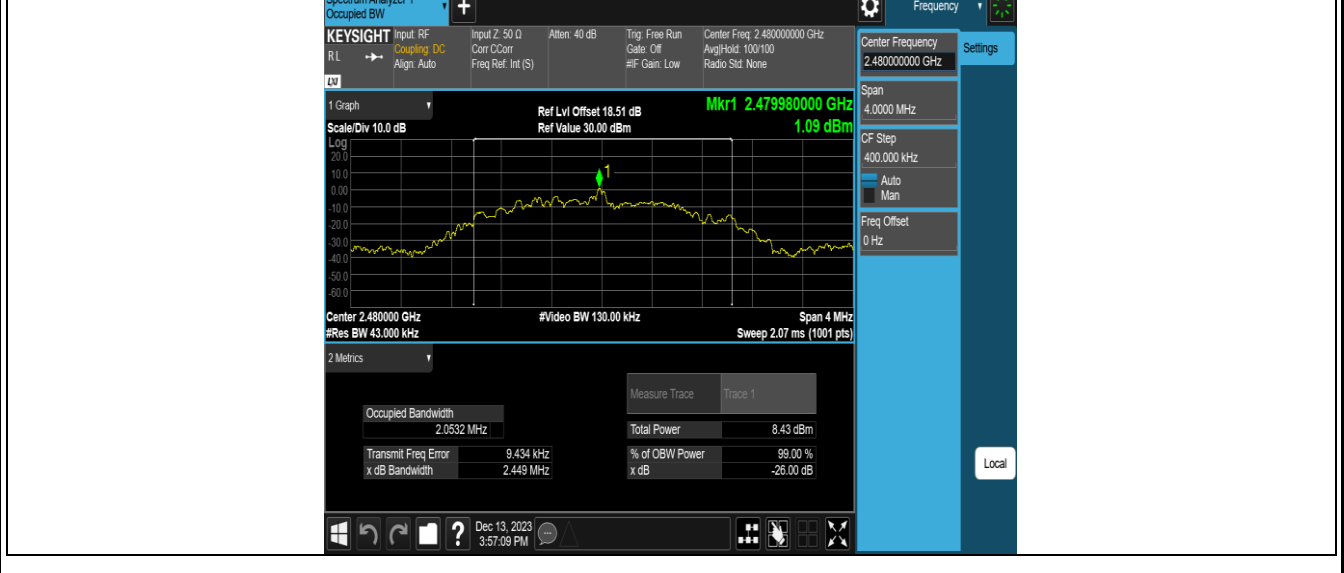 Spectrum Analyzer 1
Occupied BW
Frequency
KEYSIGHT
RL
LXI
Input: RF
Coupling: DC
Align: Auto
Input Z: 50 Ω
Corr CCorr
Freq Ref: Int (S)
Atten: 40 dB
Trig: Free Run
Gate: Off
#IF Gain: Low
Center Freq: 2.480000000 GHz
Avg|Hold: 100/100
Radio Std: None
1 Graph
Scale/Div 10.0 dB
Ref Lvl Offset 18.51 dB
Ref Value 30.00 dBm
Mkr1 2.479980000 GHz
1.09 dBm
Log
20.0
10.0
0.00
-10.0
-20.0
-30.0
-40.0
-50.0
-60.0
1
Center 2.480000 GHz
#Res BW 43.000 kHz
#Video BW 130.00 kHz
Span 4 MHz
Sweep 2.07 ms (1001 pts)
2 Metrics
Measure Trace Trace 1
Occupied Bandwidth
2.0532 MHz
Total Power 8.43 dBm
Transmit Freq Error 9.434 kHz
% of OBW Power 99.00 %
x dB Bandwidth 2.449 MHz
x dB -26.00 dB
?
Dec 13, 2023
3:57:09 PM
Center Frequency
2.480000000 GHz
Settings
Span
4.0000 MHz
CF Step
400.000 kHz
Auto
Man
Freq Offset
0 Hz
Local